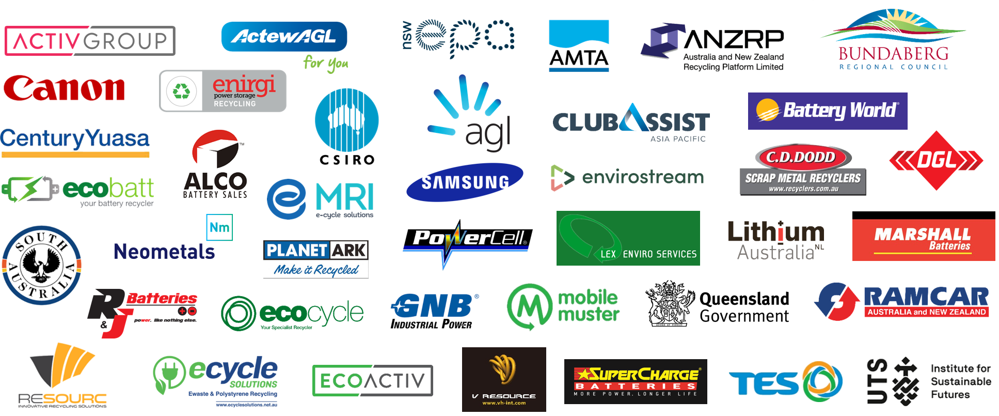 ACTIVGROUP
ActewAGL
for you
nsw
epa
AMTA
ANZRP
Australia and New Zealand
Recycling Platform Limited
BUNDABERG
REGIONAL COUNCIL
Canon
enirgi
power storage
RECYCLING
CSIRO
agl
CLUBASSIST
ASIA PACIFIC
Battery World®
CenturyYuasa
ALCO™
BATTERY SALES
C.D.DODD
SCRAP METAL RECYCLERS
www.recyclers.com.au
DGL
ecobatt
your battery recycler
MRI
e-cycle solutions
SAMSUNG
envirostream
SOUTH
AUSTRALIA
Nm
Neometals
PLANET ARK
Make it Recycled
PowerCell®
LEX ENVIRO SERVICES
Lithium
Australia NL
MARSHALL
Batteries
R&J Batteries
power. like nothing else.
ecocycle
Your Specialist Recycler
GNB®
INDUSTRIAL POWER
mobile
muster
AUDAX AT FIDELIS
Queensland
Government
RAMCAR
AUSTRALIA and NEW ZEALAND
RESOURC
INNOVATIVE RECYCLING SOLUTIONS
ecycle
SOLUTIONS
Ewaste & Polystyrene Recycling
www.ecyclesolutions.net.au
ECOACTIV
V RESOURCE
www.vh-int.com
SUPERCHARGE®
BATTERIES
MORE POWER. LONGER LIFE
TES
UTS
Institute for
Sustainable
Futures